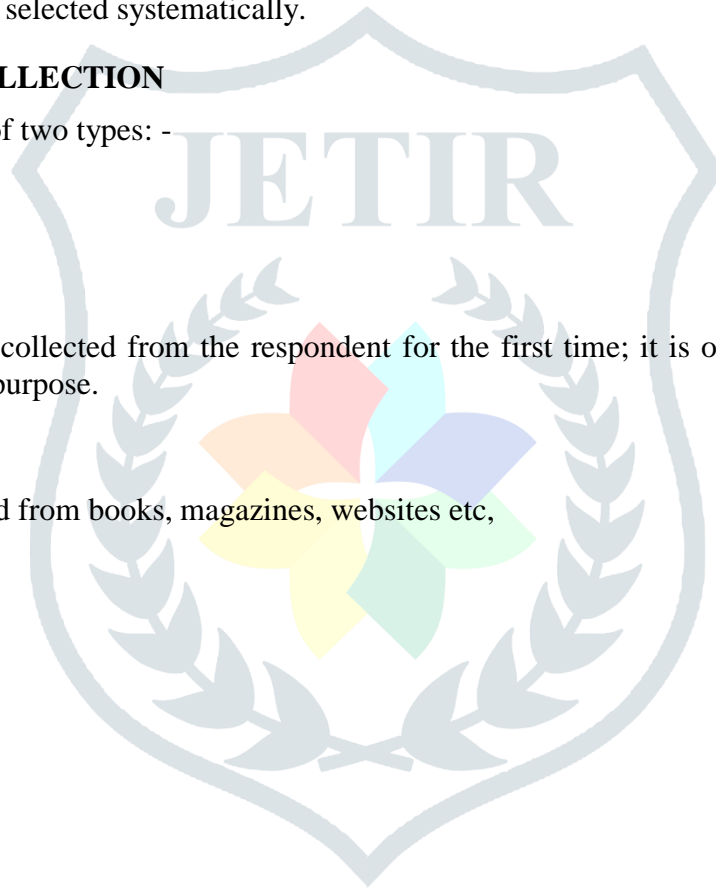 selected systematically.
LLECTION
of two types: -
JETIR
collected from the respondent for the first time; it is o
purpose.
d from books, magazines, websites etc,